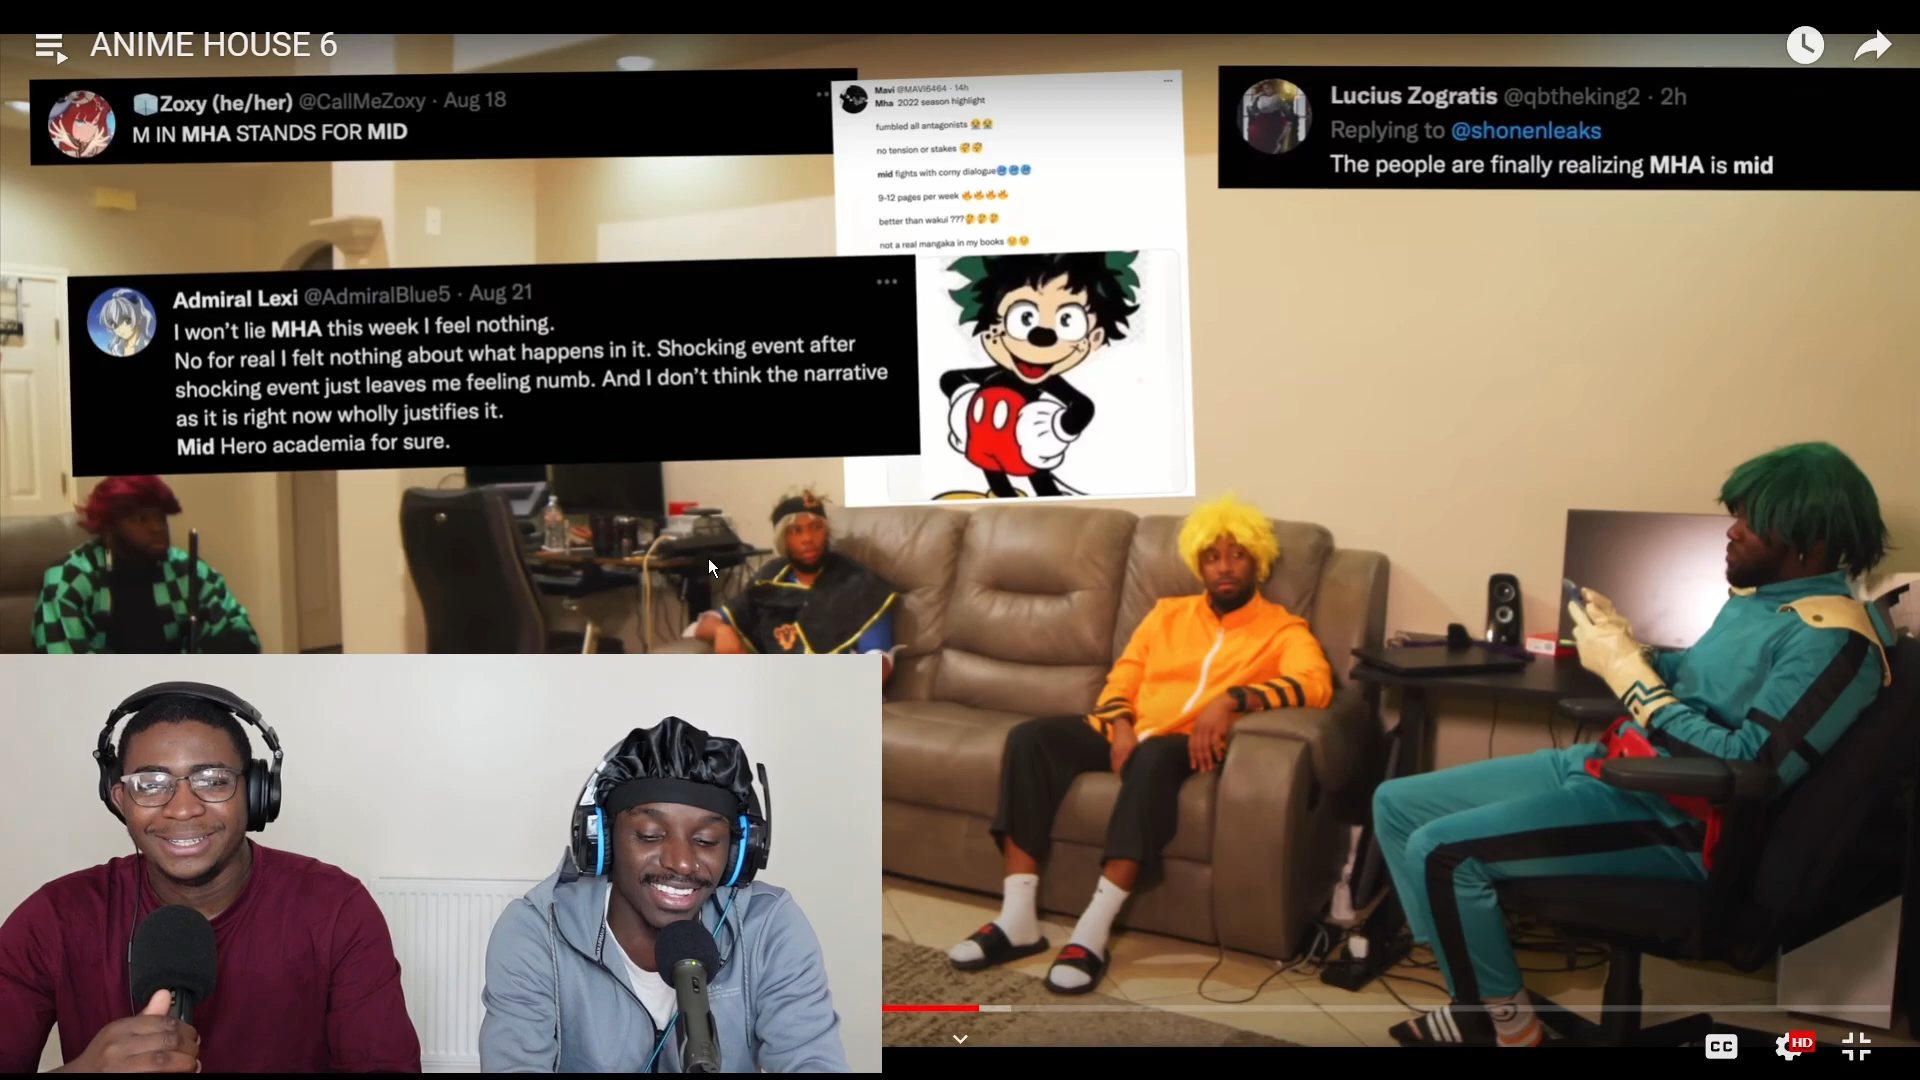 ANIME HOUSE 6
Zoxy (he/her) @CallMeZoxy · Aug 18
M IN MHA STANDS FOR MID
Mavi @MAVI6464 · 14h
Mha 2022 season highlight
fumbled all antagonists 😭😭
no tension or stakes 😴😴
mid fights with corny dialogue🥶🥶🥶
9-12 pages per week 🔥🔥🔥🔥
better than wakui ???🤔🤔🤔
not a real mangaka in my books 😔😔
Lucius Zogratis @qbtheking2 · 2h
Replying to @shonenleaks
The people are finally realizing MHA is mid
Admiral Lexi @AdmiralBlue5 · Aug 21
I won't lie MHA this week I feel nothing.
No for real I felt nothing about what happens in it. Shocking event after
shocking event just leaves me feeling numb. And I don't think the narrative
as it is right now wholly justifies it.
Mid Hero academia for sure.
CC
HD